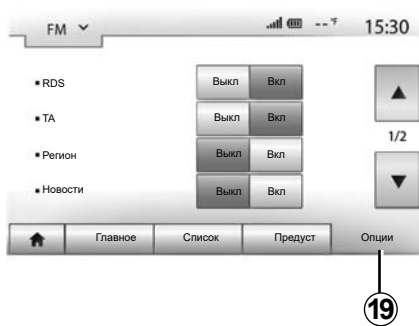 FM -- °F 15:30
RDS Выкл Вкл
TA Выкл Вкл
1/2
Регион Выкл Вкл
Новости Выкл Вкл
Главное Список Предуст Опции
19